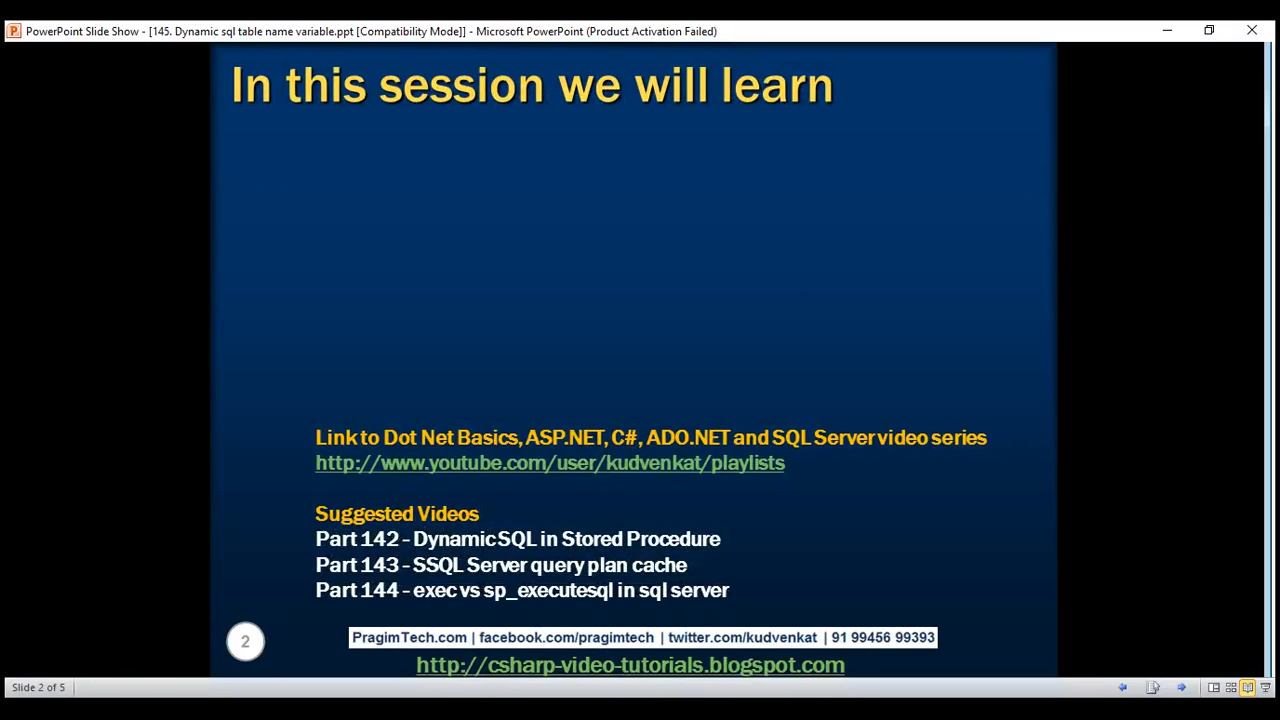 PowerPoint Slide Show - [145. Dynamic sql table name variable.ppt [Compatibility Mode]] - Microsoft PowerPoint (Product Activation Failed)
In this session we will learn
Link to Dot Net Basics, ASP.NET, C#, ADO.NET and SQL Server video series
http://www.youtube.com/user/kudvenkat/playlists
Suggested Videos
Part 142 - Dynamic SQL in Stored Procedure
Part 143 - SSQL Server query plan cache
Part 144 - exec vs sp_executesql in sql server
2
PragimTech.com | facebook.com/pragimtech | twitter.com/kudvenkat | 91 99456 99393
http://csharp-video-tutorials.blogspot.com
Slide 2 of 5